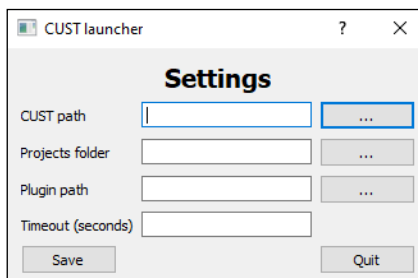 CUST launcher ? ×
Settings
CUST path ...
Projects folder ...
Plugin path ...
Timeout (seconds)
Save Quit